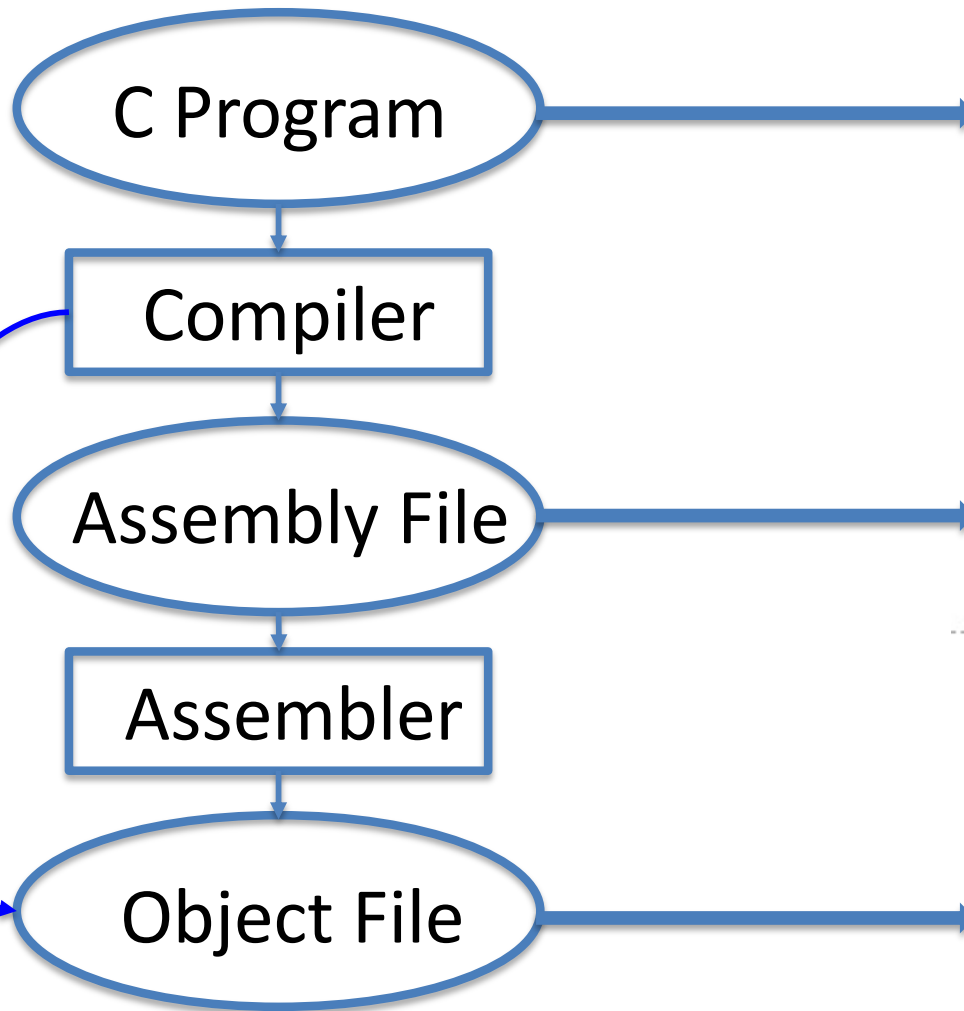 C Program
Compiler
Assembly File
Assembler
Object File